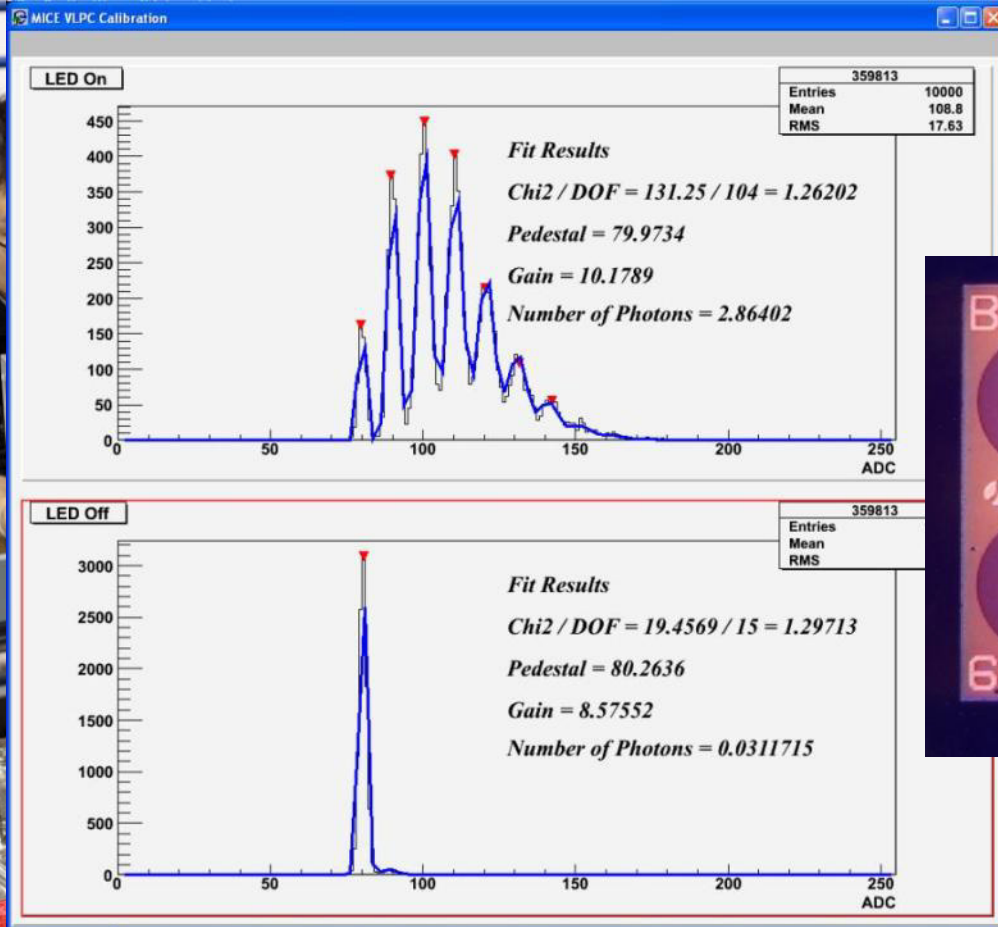 MICE VLPC Calibration
LED On
359813
Entries 10000
Mean 108.8
RMS 17.63
Fit Results
Chi2 / DOF = 131.25 / 104 = 1.26202
Pedestal = 79.9734
Gain = 10.1789
Number of Photons = 2.86402
450
400
350
300
250
200
150
100
50
0
0 50 100 150 200 250
ADC
B
6
LED Off
359813
Entries
Mean
RMS
Fit Results
Chi2 / DOF = 19.4569 / 15 = 1.29713
Pedestal = 80.2636
Gain = 8.57552
Number of Photons = 0.0311715
3000
2500
2000
1500
1000
500
0
0 50 100 150 200 250
ADC